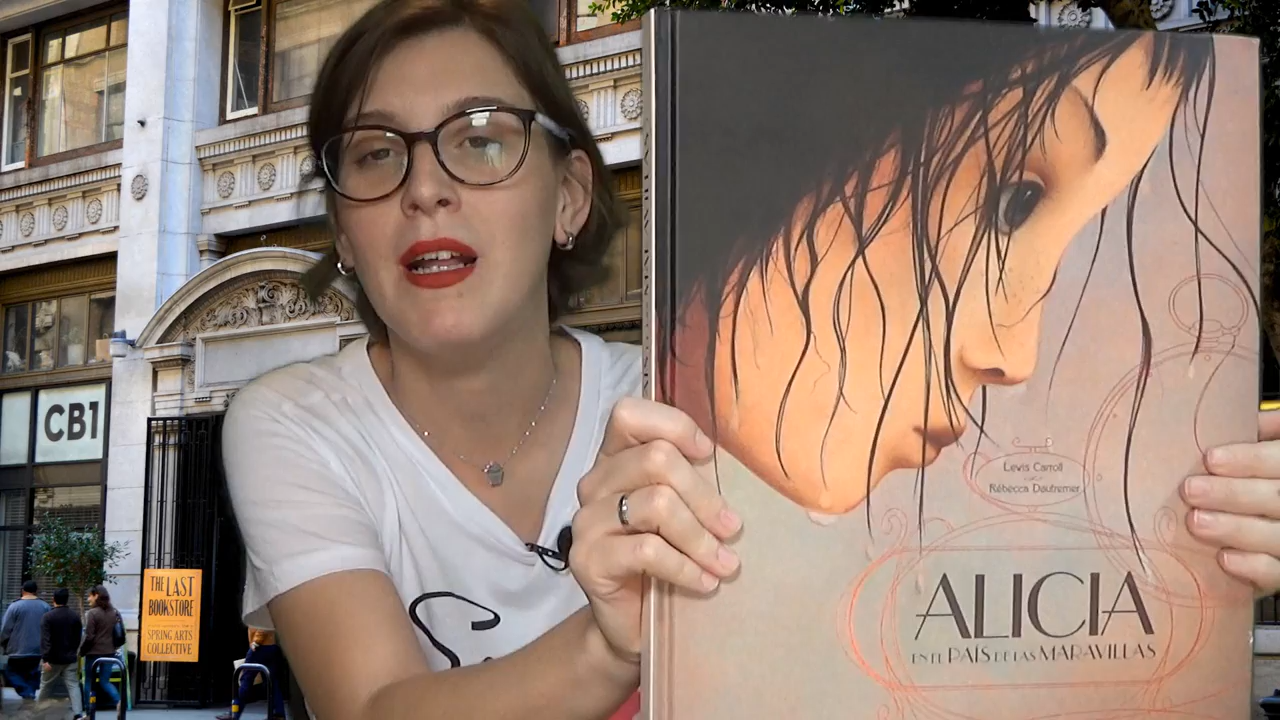 CB1
THE LAST
BOOKSTORE
SPRING ARTS
COLLECTIVE
Lewis Carroll
Rébecca Dautremer
ALICIA
EN EL PAÍS DE LAS MARAVILLAS